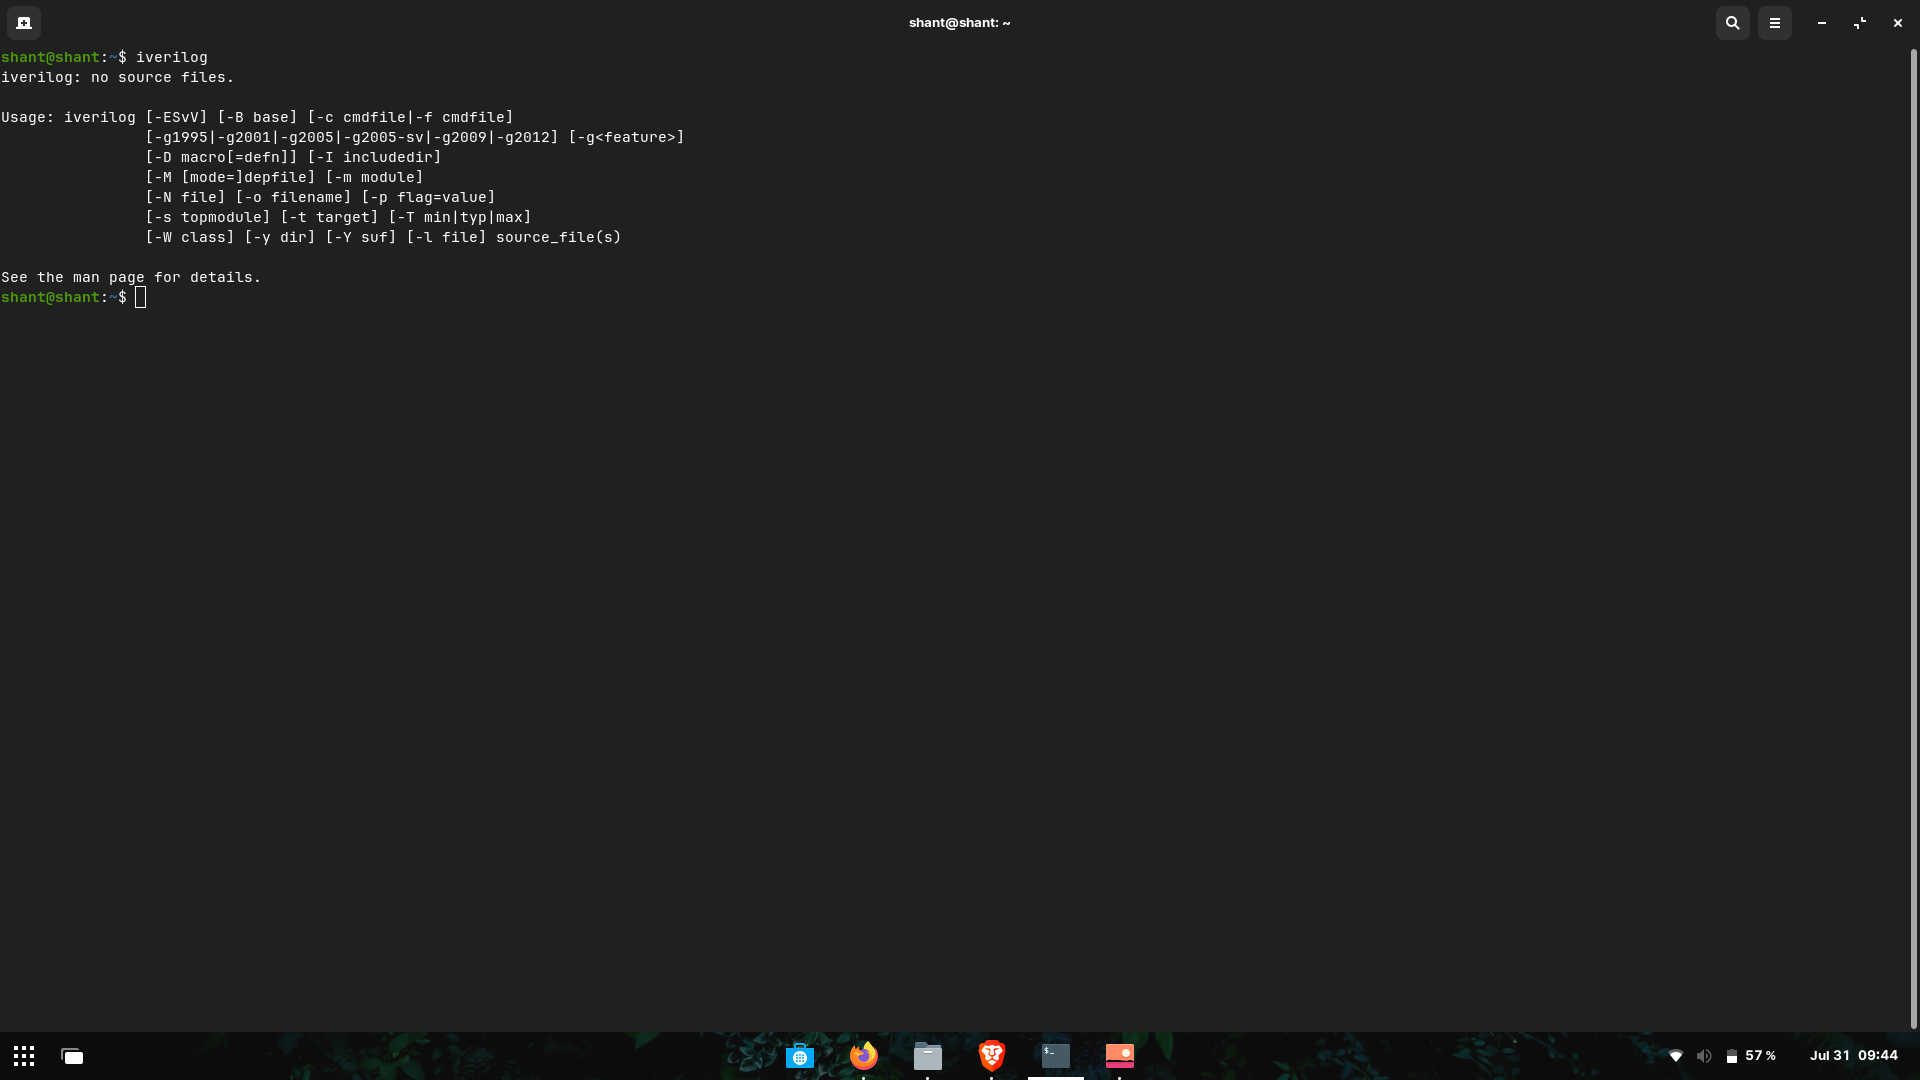 shant@shant: ~
shant@shant:~$ iverilog
iverilog: no source files.
Usage: iverilog [-ESvV] [-B base] [-c cmdfile|-f cmdfile]
[-g1995|-g2001|-g2005|-g2005-sv|-g2009|-g2012] [-g<feature>]
[-D macro[=defn]] [-I includedir]
[-M [mode=]depfile] [-m module]
[-N file] [-o filename] [-p flag=value]
[-s topmodule] [-t target] [-T min|typ|max]
[-W class] [-y dir] [-Y suf] [-l file] source_file(s)
See the man page for details.
shant@shant:~$
$_
57 %
Jul 31 09:44